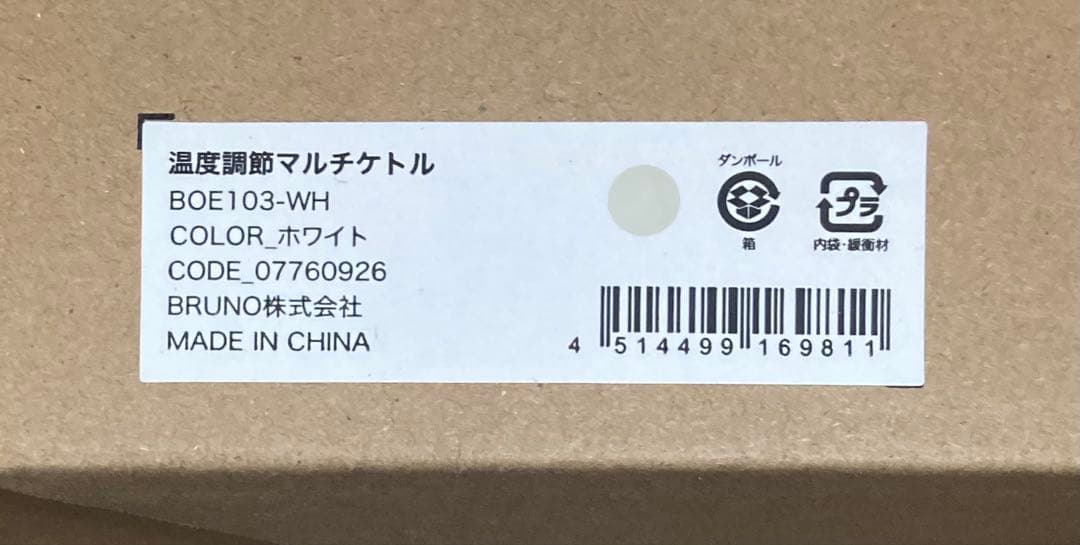 温度調節マルチケトル
BOE103-WH
COLOR_ホワイト
CODE_07760926
BRUNO株式会社
MADE IN CHINA
ダンボール
箱
プラ
内袋・緩衝材
4 514499 169811